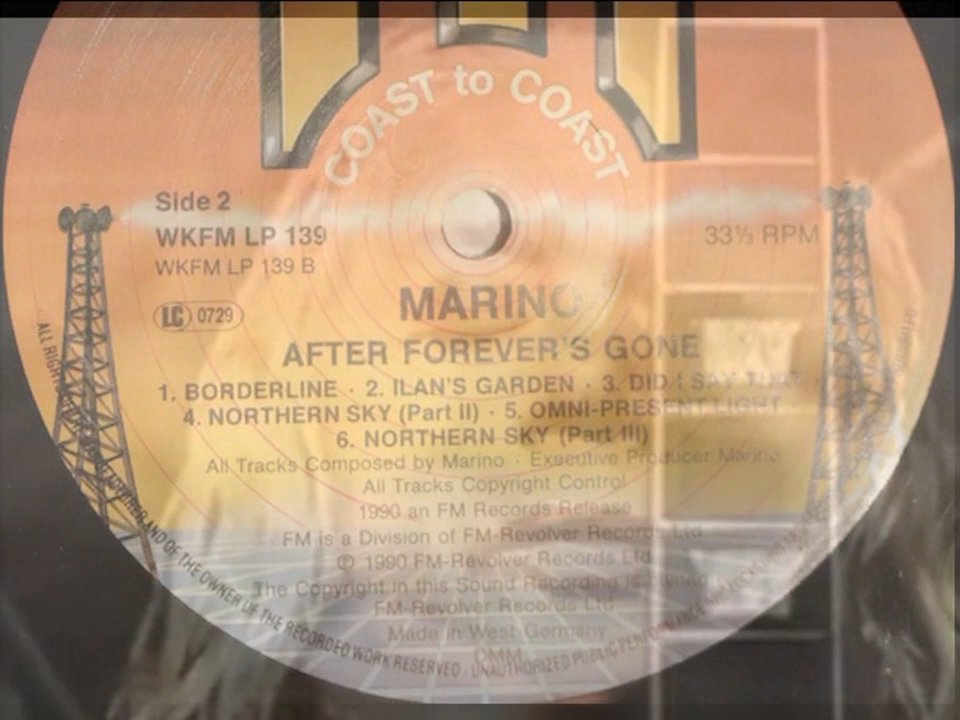 COAST to COAST
Side 2
WKFM LP 139
WKFM LP 139 B
33⅓ RPM
LC 0729
MARINO
AFTER FOREVER'S GONE
1. BORDERLINE · 2. ILAN'S GARDEN · 3. DID I SAY THAT ·
4. NORTHERN SKY (Part II) · 5. OMNI-PRESENT LIGHT
6. NORTHERN SKY (Part III)
All Tracks Composed by Marino · Executive Producer Marino
All Tracks Copyright Control
1990 an FM Records Release
FM is a Division of FM-Revolver Records Ltd
℗ 1990 FM-Revolver Records Ltd
The Copyright in this Sound Recording is owned
FM-Revolver Records Ltd
Made in West-Germany
DMM
ALL RIGHTS AND OF THE OWNER OF THE RECORDED WORK RESERVED · UNAUTHORIZED PUBLIC PERFORMANCE